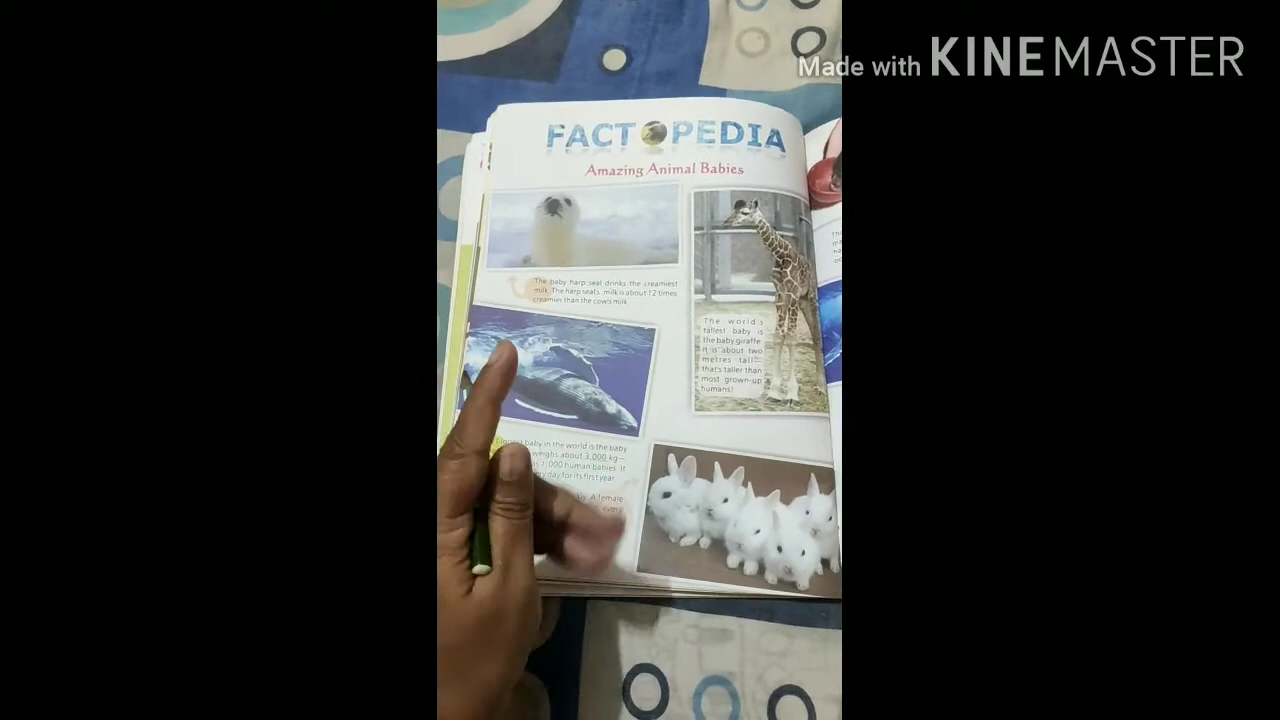 Made with KINEMASTER
FACTOPEDIA
Amazing Animal Babies
The baby harp seal drinks the creamiest
milk. The harp seal's milk is about 12 times
creamier than the cow's milk.
The world's
tallest baby is
the baby giraffe.
It is about two
metres tall—
that's taller than
most grown-up
humans!
baby in the world is the baby
weighs about 3,000 kg—
as 1,000 human babies. It
every day for its first year.
A female
every